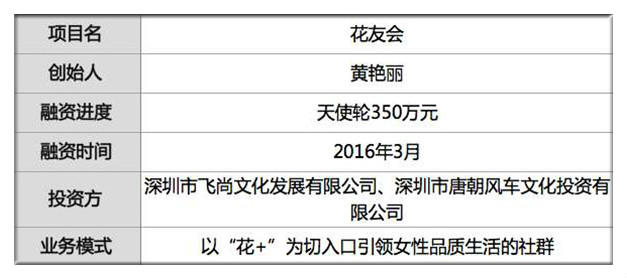 项目名 花友会
创始人 黄艳丽
融资进度 天使轮350万元
融资时间 2016年3月
投资方 深圳市飞尚文化发展有限公司、深圳市唐朝风车文化投资有
限公司
业务模式 以“花+”为切入口引领女性品质生活的社群